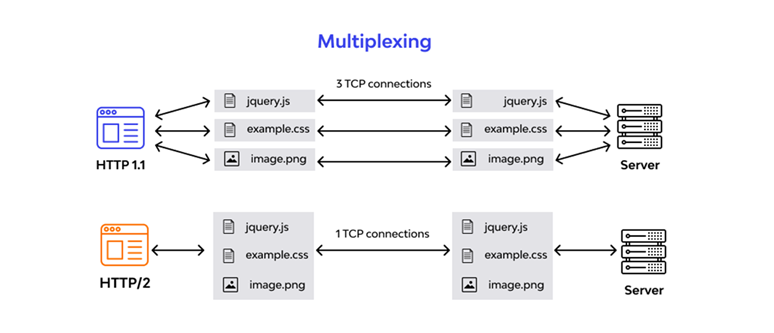 Multiplexing
3 TCP connections
jquery.js
jquery.js
example.css
example.css
image.png
image.png
HTTP 1.1
Server
1 TCP connections
jquery.js
jquery.js
example.css
example.css
image.png
image.png
HTTP/2
Server